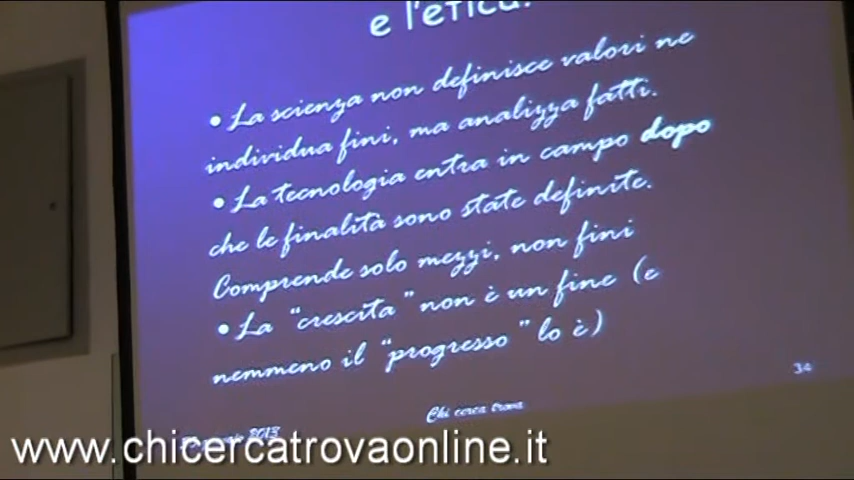 e l'etica.
• La scienza non definisce valori ne
individua fini, ma analizza fatti.
• La tecnologia entra in campo dopo
che le finalità sono state definite.
Comprende solo mezzi, non fini
• La "crescita" non è un fine (e
nemmeno il "progresso" lo è)
34
Chi cerca trova
2013
www.chicercatrovaonline.it